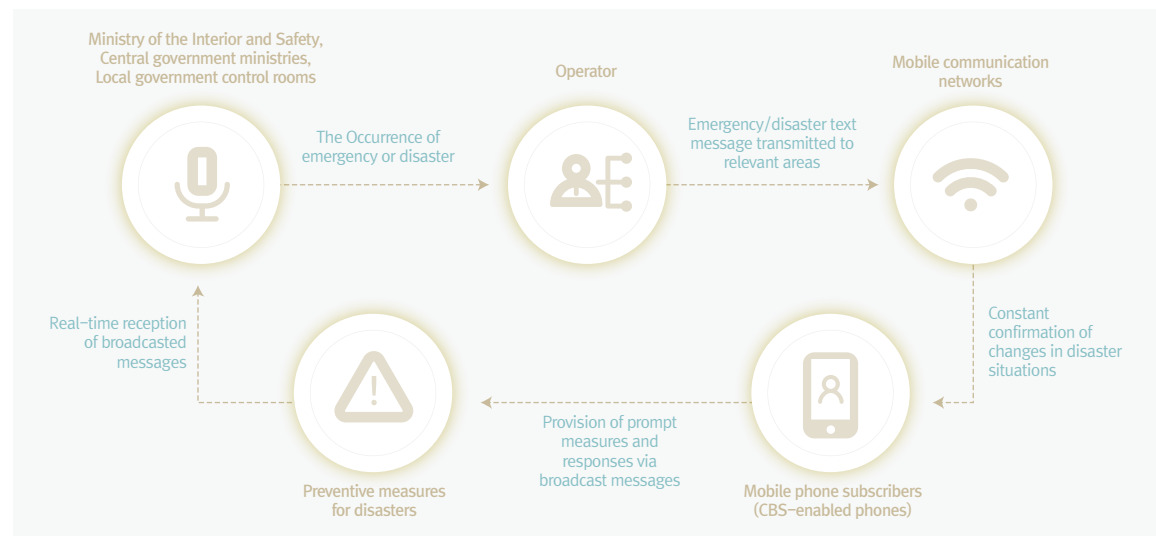 Ministry of the Interior and Safety,
Central government ministries,
Local government control rooms
The Occurrence of
emergency or disaster
Operator
Emergency/disaster text
message transmitted to
relevant areas
Mobile communication
networks
Constant
confirmation of
changes in disaster
situations
Mobile phone subscribers
(CBS-enabled phones)
Provision of prompt
measures and
responses via
broadcast messages
Preventive measures
for disasters
Real-time reception
of broadcasted
messages